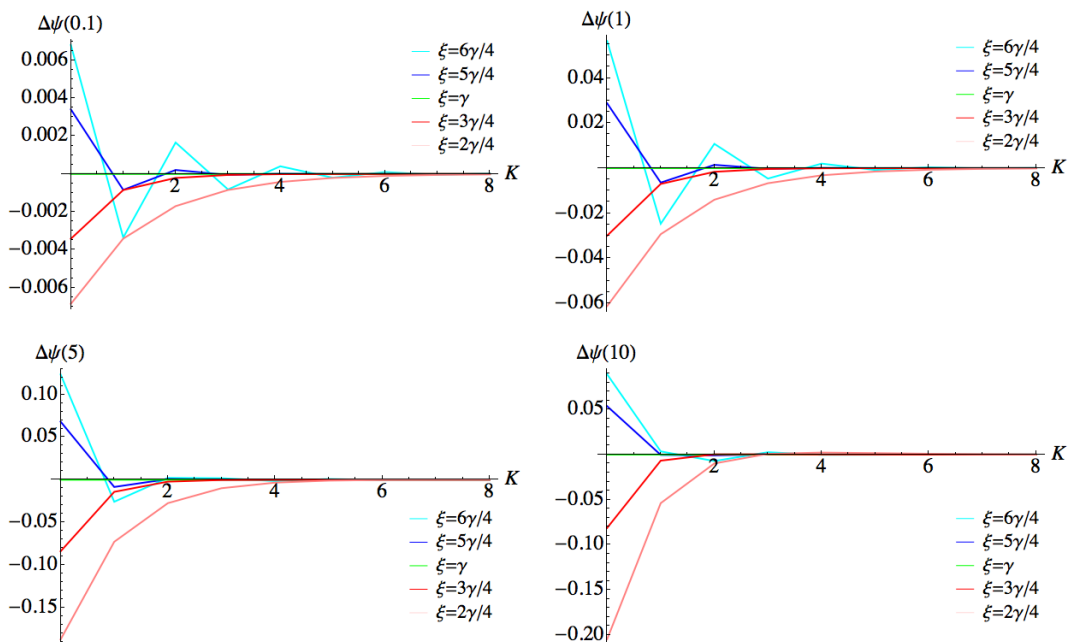 Δψ(0.1)
0.006
0.004
0.002
−0.002
−0.004
−0.006
2 4 6 8 K
ξ=6γ/4
ξ=5γ/4
ξ=γ
ξ=3γ/4
ξ=2γ/4
Δψ(1)
0.04
0.02
−0.02
−0.04
−0.06
2 4 6 8 K
ξ=6γ/4
ξ=5γ/4
ξ=γ
ξ=3γ/4
ξ=2γ/4
Δψ(5)
0.10
0.05
−0.05
−0.10
−0.15
2 4 6 8 K
ξ=6γ/4
ξ=5γ/4
ξ=γ
ξ=3γ/4
ξ=2γ/4
Δψ(10)
0.05
−0.05
−0.10
−0.15
−0.20
2 4 6 8 K
ξ=6γ/4
ξ=5γ/4
ξ=γ
ξ=3γ/4
ξ=2γ/4